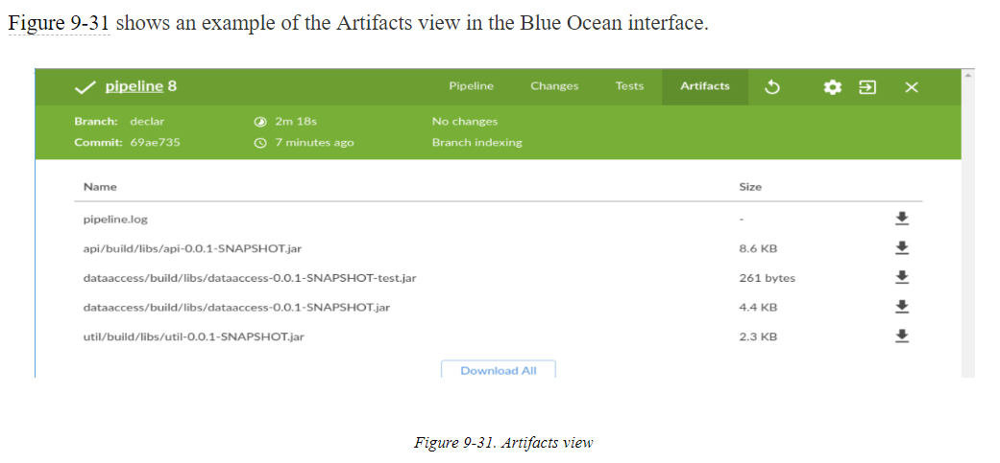 Figure 9-31 shows an example of the Artifacts view in the Blue Ocean interface.
pipeline 8 Pipeline Changes Tests Artifacts
Branch: declar 2m 18s No changes
Commit: 69ae735 7 minutes ago Branch indexing
Name Size
pipeline.log -
api/build/libs/api-0.0.1-SNAPSHOT.jar 8.6 KB
dataaccess/build/libs/dataaccess-0.0.1-SNAPSHOT-test.jar 261 bytes
dataaccess/build/libs/dataaccess-0.0.1-SNAPSHOT.jar 4.4 KB
util/build/libs/util-0.0.1-SNAPSHOT.jar 2.3 KB
Download All
Figure 9-31. Artifacts view